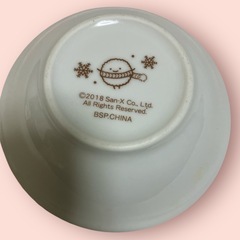 ©2018 San-X Co., Ltd.
All Rights Reserved.
BSP.CHINA